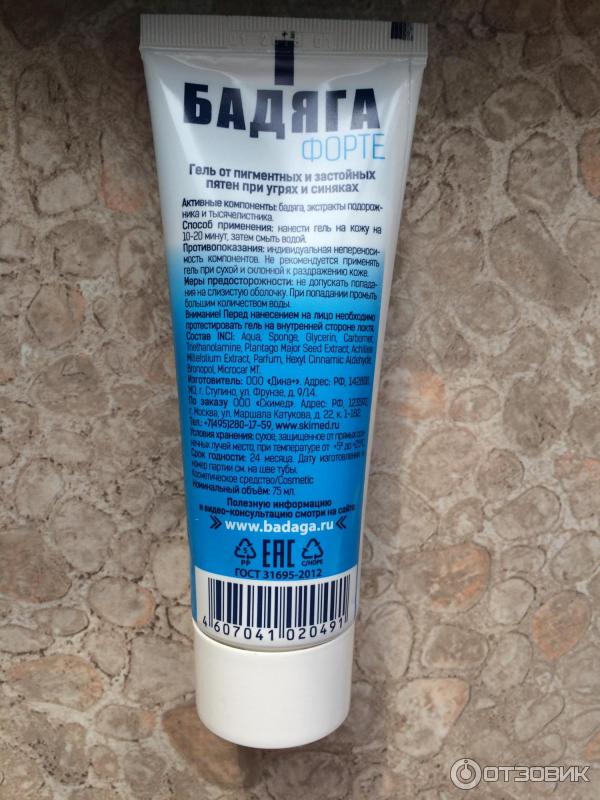 БАДЯГА
ФОРТЕ
Гель от пигментных и застойных
пятен при угрях и синяках
Активные компоненты: бадяга, экстракты подорож-
ника и тысячелистника.
Способ применения: нанести гель на кожу на
10-20 минут, затем смыть водой.
Противопоказания: индивидуальная непереноси-
мость компонентов. Не рекомендуется применять
гель при сухой и склонной к раздражению коже.
Меры предосторожности: не допускать попада-
ния на слизистую оболочку. При попадании промыть
большим количеством воды.
Внимание! Перед нанесением на лицо необходимо
протестировать гель на внутренней стороне локтя.
Состав INCI: Aqua, Sponge, Glycerin, Carbomer,
Triethanolamine, Plantago Major Seed Extract, Achillea
Millefolium Extract, Parfum, Hexyl Cinnamic Aldehyde,
Bronopol, Microcar MT.
Изготовитель: ООО «Дина+». Адрес: РФ, 142800,
МО, г. Ступино, ул. Фрунзе, д. 9/14.
По заказу ООО «Скимед». Адрес: РФ,
г. Москва, ул. Маршала Катукова, д. 22, к. 1-182.
Тел.: +7(495)280-17-59, www.skimed.ru
Условия хранения: сухое, защищенное от прямых сол-
нечных лучей место, при температуре от +5° до +25°C.
Срок годности: 24 месяца. Дату изготовления и
номер партии см. на шве тубы.
Косметическое средство/Cosmetic
Номинальный объём: 75 мл.
Полезную информацию
и видео-консультацию смотри на сайте
»www.badaga.ru«
5
PP
EAC
C/HDPE
ГОСТ 31695-2012
4 607041 020491
ОТЗОВИК